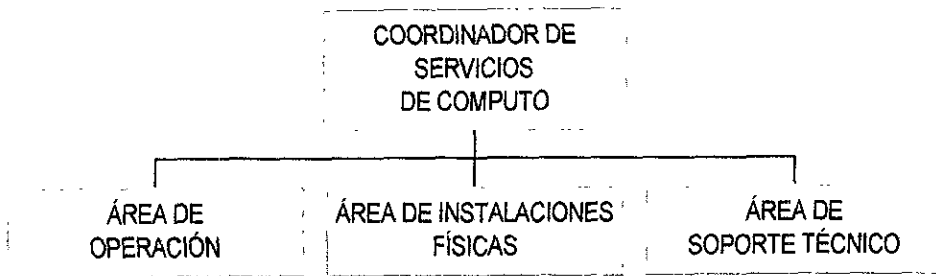 COORDINADOR DE
SERVICIOS
DE COMPUTO
ÁREA DE
OPERACIÓN
ÁREA DE INSTALACIONES
FÍSICAS
ÁREA DE
SOPORTE TÉCNICO